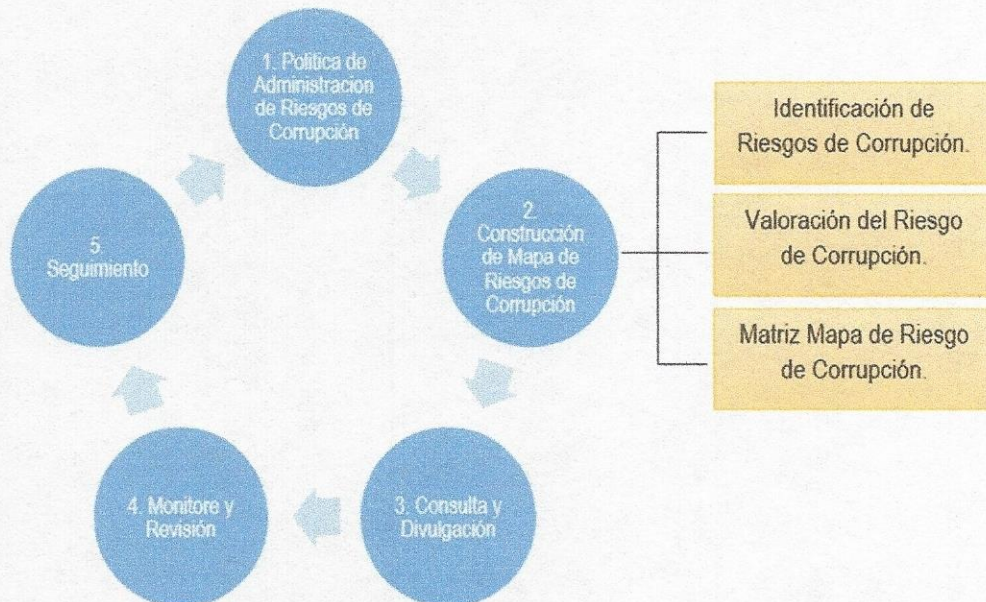 1. Politica de
Administracion
de Riesgos de
Corrupción
2.
Construcción
de Mapa de
Riesgos de
Corrupción
Identificación de
Riesgos de Corrupción.
Valoración del Riesgo
de Corrupción.
Matriz Mapa de Riesgo
de Corrupción.
3. Consulta y
Divulgación
4. Monitore y
Revisión
5.
Seguimiento